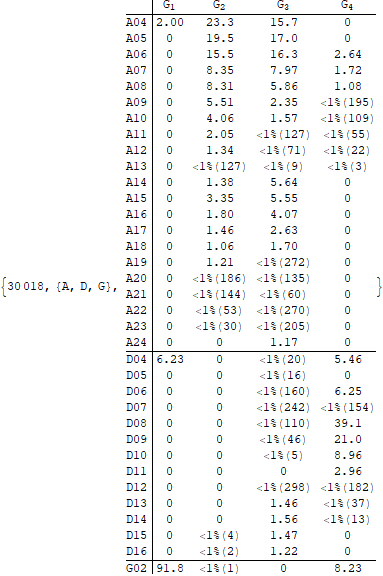 G1 G2 G3 G4
A04 2.00 23.3 15.7 0
A05 0 19.5 17.0 0
A06 0 15.5 16.3 2.64
A07 0 8.35 7.97 1.72
A08 0 8.31 5.86 1.08
A09 0 5.51 2.35 <1%(195)
A10 0 4.06 1.57 <1%(109)
A11 0 2.05 <1%(127) <1%(55)
A12 0 1.34 <1%(71) <1%(22)
A13 0 <1%(127) <1%(9) <1%(3)
A14 0 1.38 5.64 0
A15 0 3.35 5.55 0
A16 0 1.80 4.07 0
A17 0 1.46 2.63 0
A18 0 1.06 1.70 0
A19 0 1.21 <1%(272) 0
{30018, {A, D, G}, A20 0 <1%(186) <1%(135) 0 }
A21 0 <1%(144) <1%(60) 0
A22 0 <1%(53) <1%(270) 0
A23 0 <1%(30) <1%(205) 0
A24 0 0 1.17 0
D04 6.23 0 <1%(20) 5.46
D05 0 0 <1%(16) 0
D06 0 0 <1%(160) 6.25
D07 0 0 <1%(242) <1%(154)
D08 0 0 <1%(110) 39.1
D09 0 0 <1%(46) 21.0
D10 0 0 <1%(5) 8.96
D11 0 0 0 2.96
D12 0 0 <1%(298) <1%(182)
D13 0 0 1.46 <1%(37)
D14 0 0 1.56 <1%(13)
D15 0 <1%(4) 1.47 0
D16 0 <1%(2) 1.22 0
G02 91.8 <1%(1) 0 8.23